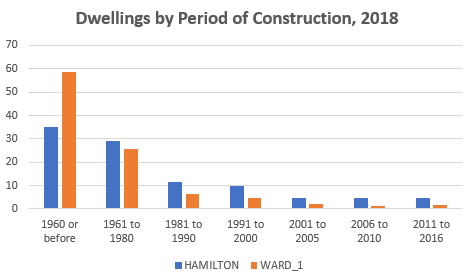 Dwellings by Period of Construction, 2018
70
60
50
40
30
20
10
0
1960 or before
1961 to 1980
1981 to 1990
1991 to 2000
2001 to 2005
2006 to 2010
2011 to 2016
HAMILTON WARD_1